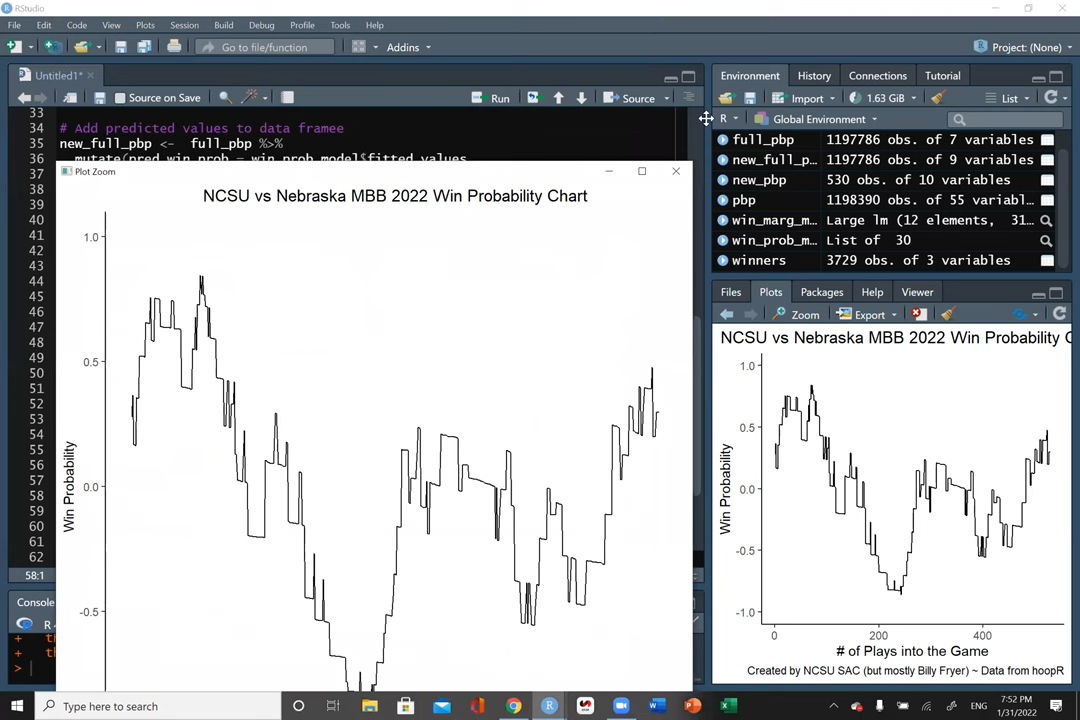 RStudio
File Edit Code View Plots Session Build Debug Profile Tools Help
Go to file/function Addins Project: (None)
Untitled1*
Source on Save Run Source
33
34 # Add predicted values to data framee
35 new_full_pbp <- full_pbp %>%
36 mutate(pred_win_prob = win_prob_model$fitted.values
37
38
39
40
41
42
43
44
45
46
47
48
49
50
51
52
53
54
55
56
57
58
59
60
61
62
58:1
Plot Zoom
NCSU vs Nebraska MBB 2022 Win Probability Chart
1.0
0.5
0.0
-0.5
Win Probability
Console
R
+ th
+ th
>
Environment History Connections Tutorial
Import 1.63 GiB List
R Global Environment
full_pbp 1197786 obs. of 7 variables
new_full_p… 1197786 obs. of 9 variables
new_pbp 530 obs. of 10 variables
pbp 1198390 obs. of 55 variabl…
win_marg_m… Large lm (12 elements, 31…
win_prob_m… List of 30
winners 3729 obs. of 3 variables
Files Plots Packages Help Viewer
Zoom Export
NCSU vs Nebraska MBB 2022 Win Probability C
1.0
0.5
0.0
-0.5
-1.0
Win Probability
0 200 400
# of Plays into the Game
Created by NCSU SAC (but mostly Billy Fryer) ~ Data from hoopR
Type here to search
ENG
7:52 PM
1/31/2022